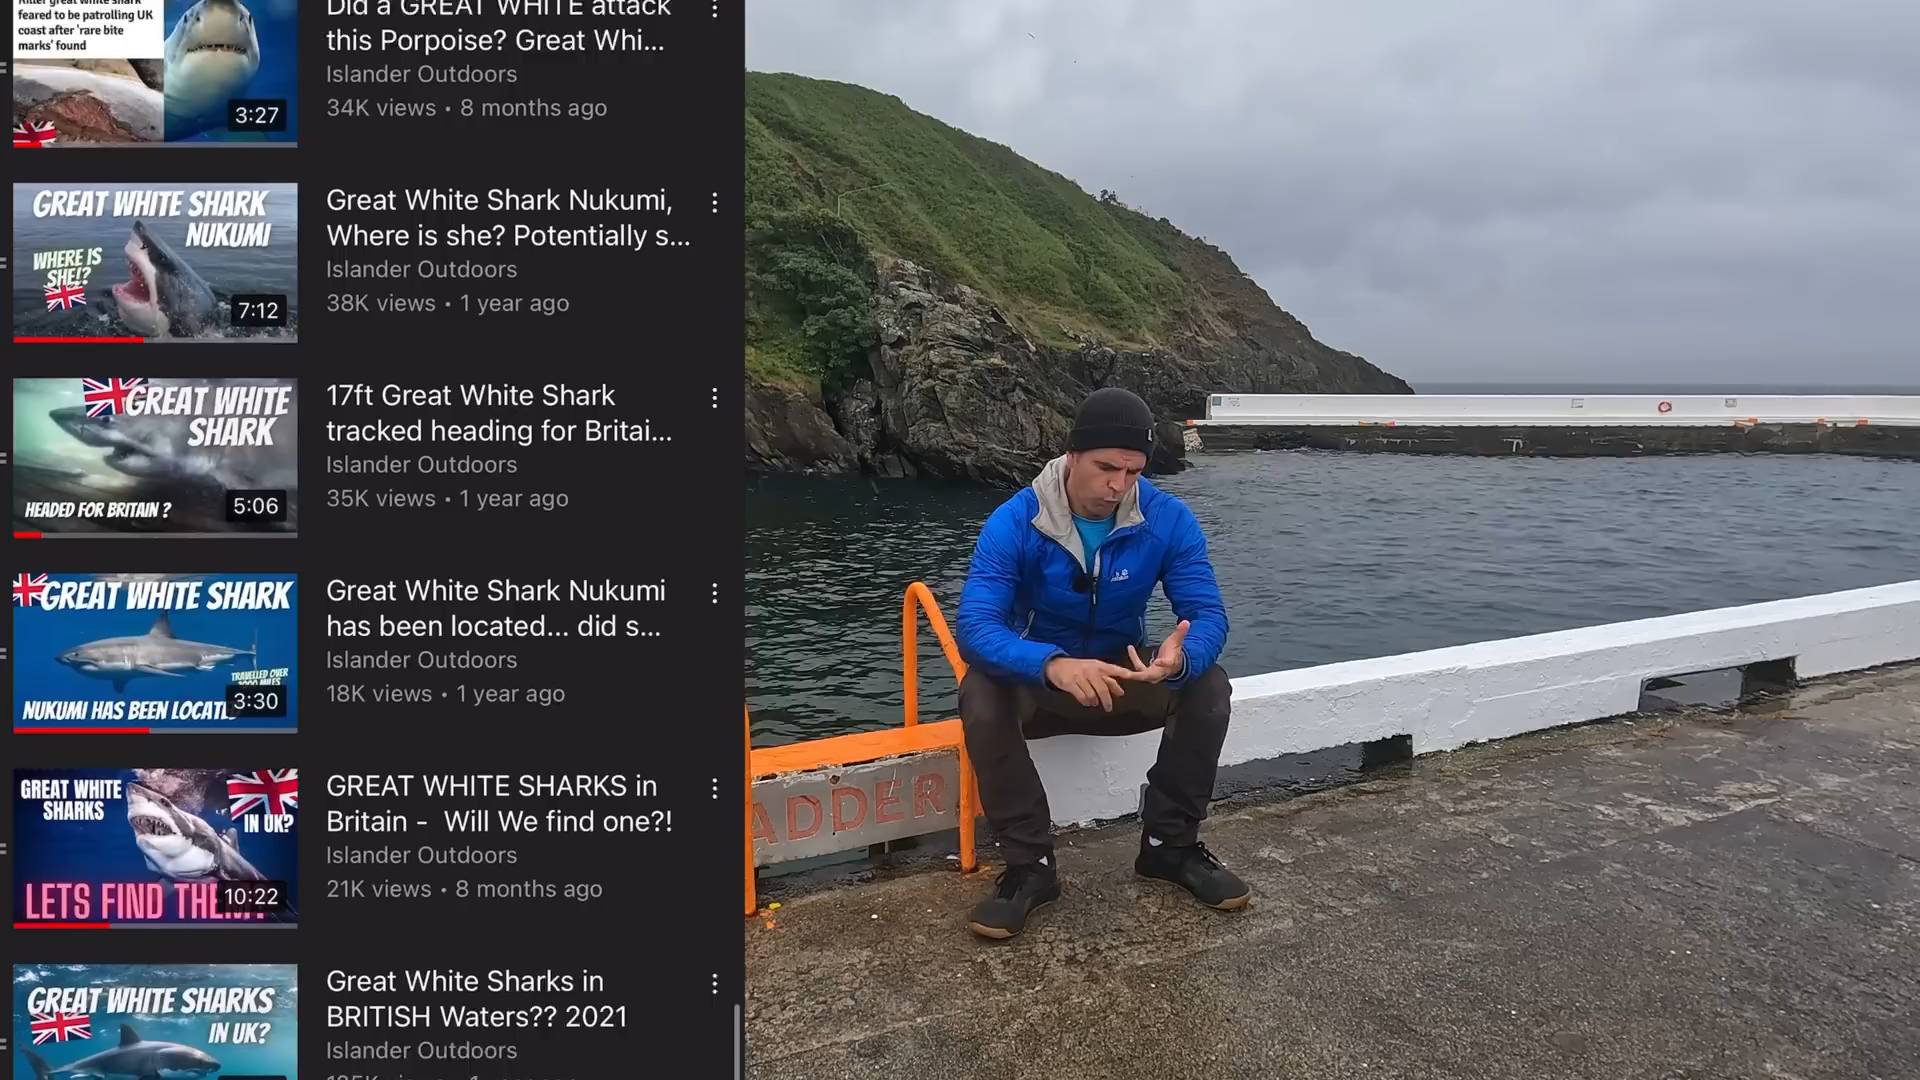 Killer great white shark
feared to be patrolling UK
coast after 'rare bite
marks' found
3:27
Did a GREAT WHITE attack
this Porpoise? Great Whi...
Islander Outdoors
34K views • 8 months ago
GREAT WHITE SHARK
NUKUMI
WHERE IS
SHE!?
7:12
Great White Shark Nukumi,
Where is she? Potentially s...
Islander Outdoors
38K views • 1 year ago
GREAT WHITE
SHARK
HEADED FOR BRITAIN ?
5:06
17ft Great White Shark
tracked heading for Britai...
Islander Outdoors
35K views • 1 year ago
GREAT WHITE SHARK
TRAVELLED OVER
MILES
NUKUMI HAS BEEN
3:30
Great White Shark Nukumi
has been located... did s...
Islander Outdoors
18K views • 1 year ago
GREAT WHITE
SHARKS
IN UK?
LETS FIND
10:22
GREAT WHITE SHARKS in
Britain - Will We find one?!
Islander Outdoors
21K views • 8 months ago
GREAT WHITE SHARKS
IN UK?
Great White Sharks in
BRITISH Waters?? 2021
Islander Outdoors
ADDER